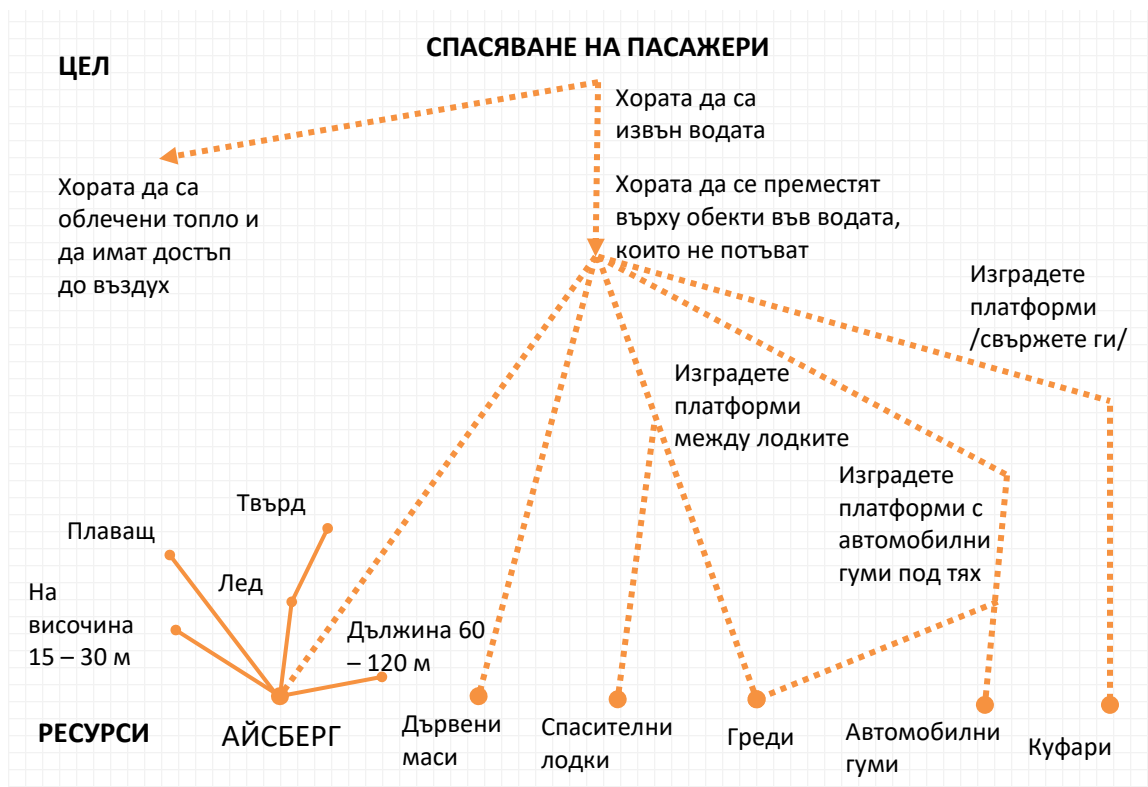 СПАСЯВАНЕ НА ПАСАЖЕРИ
ЦЕЛ
Хората да са
извън водата
Хората да са
облечени топло и
да имат достъп
до въздух
Хората да се преместят
върху обекти във водата,
които не потъват
Изградете
платформи
/свържете ги/
Изградете
платформи
между лодките
Изградете
платформи с
автомобилни
гуми под тях
Твърд
Плаващ
Лед
На
височина
15 – 30 м
Дължина 60
– 120 м
РЕСУРСИ
АЙСБЕРГ
Дървени
маси
Спасителни
лодки
Греди
Автомобилни
гуми
Куфари